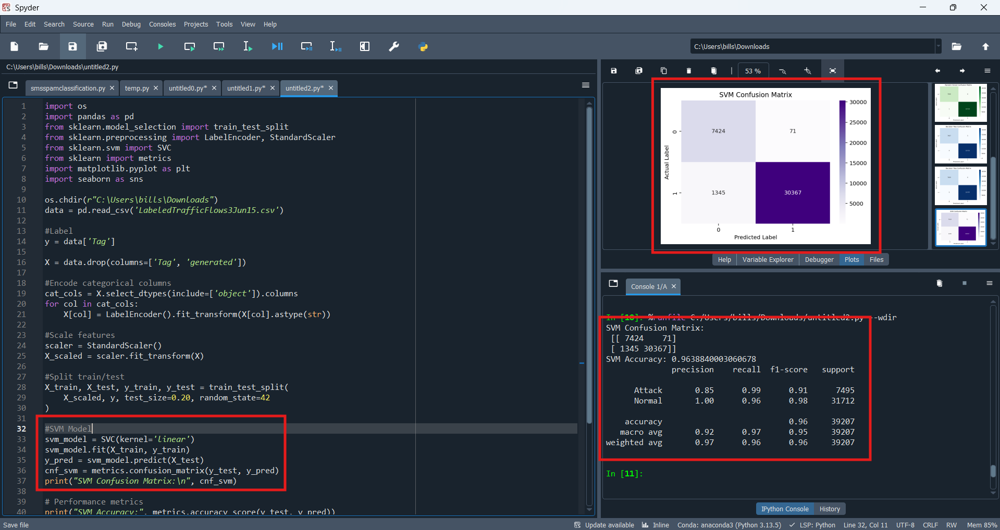 Spyder
File Edit Search Source Run Debug Consoles Projects Tools View Help
C:\Users\bills\Downloads
C:\Users\bills\Downloads\untitled2.py
smsspamclassification.py temp.py untitled0.py* untitled1.py* untitled2.py*
1 import os
2 import pandas as pd
3 from sklearn.model_selection import train_test_split
4 from sklearn.preprocessing import LabelEncoder, StandardScaler
5 from sklearn.svm import SVC
6 from sklearn import metrics
7 import matplotlib.pyplot as plt
8 import seaborn as sns
9
10 os.chdir(r"C:\Users\bills\Downloads")
11 data = pd.read_csv('LabeledTrafficFlows3Jun15.csv')
12
13 #Label
14 y = data['Tag']
15
16 X = data.drop(columns=['Tag', 'generated'])
17
18 #Encode categorical columns
19 cat_cols = X.select_dtypes(include=['object']).columns
20 for col in cat_cols:
21 X[col] = LabelEncoder().fit_transform(X[col].astype(str))
22
23 #Scale features
24 scaler = StandardScaler()
25 X_scaled = scaler.fit_transform(X)
26
27 #Split train/test
28 X_train, X_test, y_train, y_test = train_test_split(
29 X_scaled, y, test_size=0.20, random_state=42
30 )
31
32 #SVM Model
33 svm_model = SVC(kernel='linear')
34 svm_model.fit(X_train, y_train)
35 y_pred = svm_model.predict(X_test)
36 cnf_svm = metrics.confusion_matrix(y_test, y_pred)
37 print("SVM Confusion Matrix:\n", cnf_svm)
38
39 # Performance metrics
40 print("SVM Accuracy:", metrics.accuracy_score(y_test, y_pred))
53 %
SVM Confusion Matrix
Actual Label
0
1
7424 71
1345 30367
0 1
Predicted Label
30000
25000
20000
15000
10000
5000
Help Variable Explorer Debugger Plots Files
Console 1/A
In [10]: %runfile C:/Users/bills/Downloads/untitled2.py --wdir
SVM Confusion Matrix:
[[ 7424 71]
[ 1345 30367]]
SVM Accuracy: 0.9638840003060678
precision recall f1-score support
Attack 0.85 0.99 0.91 7495
Normal 1.00 0.96 0.98 31712
accuracy 0.96 39207
macro avg 0.92 0.97 0.95 39207
weighted avg 0.97 0.96 0.96 39207
In [11]:
IPython Console History
Save file
Update available Inline Conda: anaconda3 (Python 3.13.5) LSP: Python Line 32, Col 11 UTF-8 CRLF RW Mem 85%